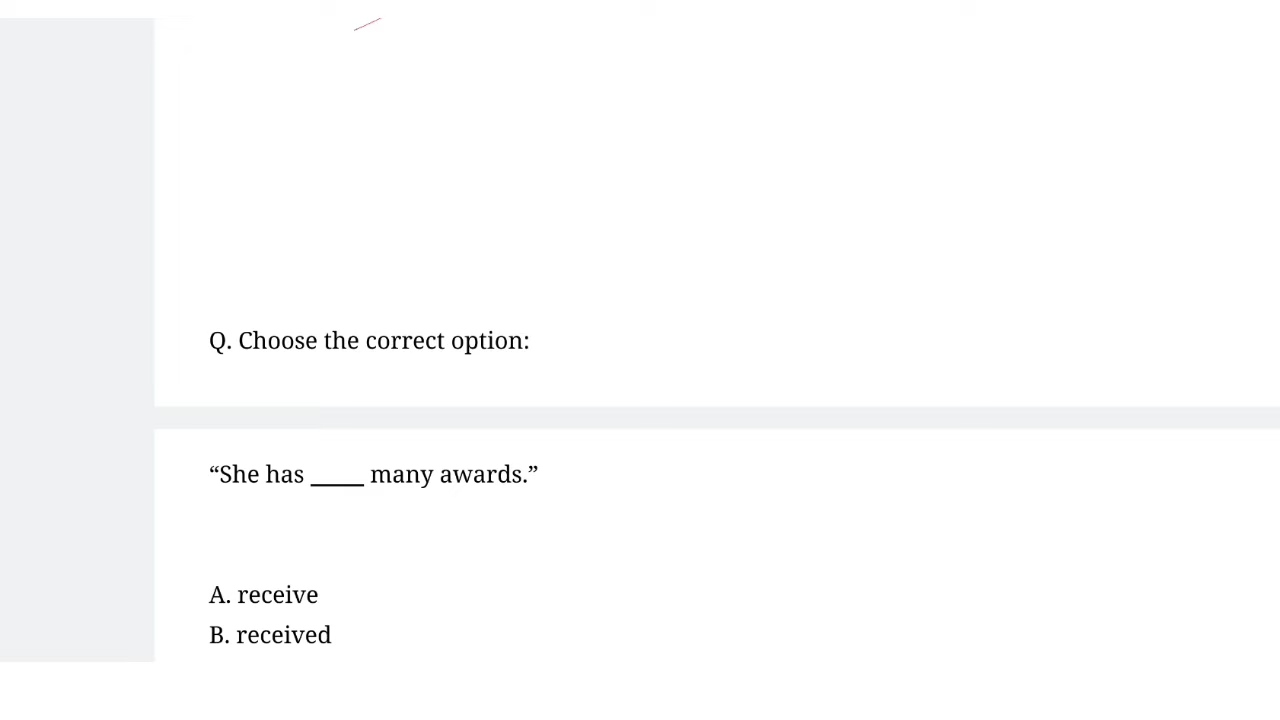 Q. Choose the correct option:
“She has _____ many awards.”
A. receive
B. received